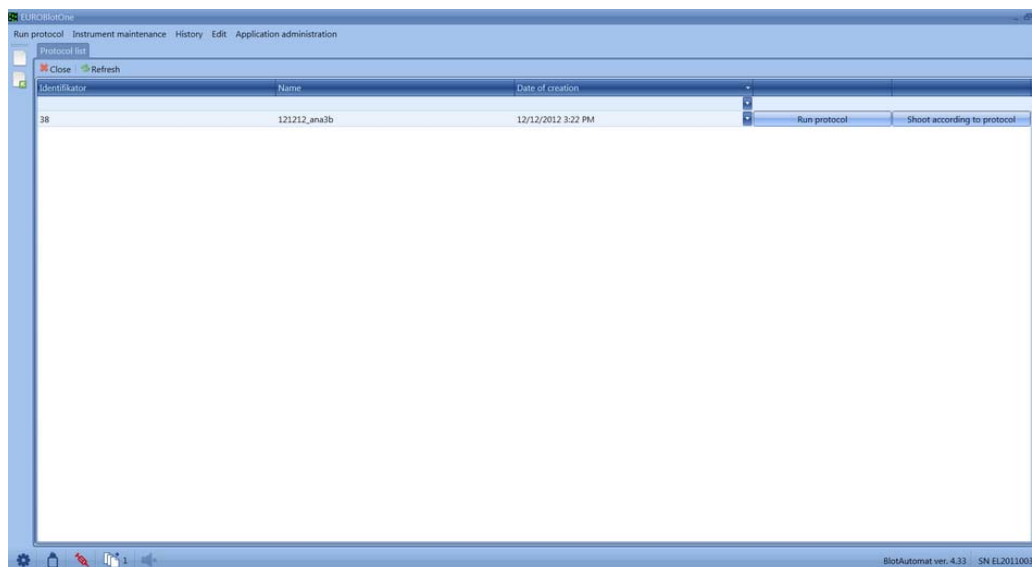 EUROBlotOne
Run protocol Instrument maintenance History Edit Application administration
Protocol list
Close Refresh
Identifikator Name Date of creation
38 121212_ana3b 12/12/2012 3:22 PM Run protocol Shoot according to protocol
1 BlotAutomat ver. 4.33 SN EL2011003